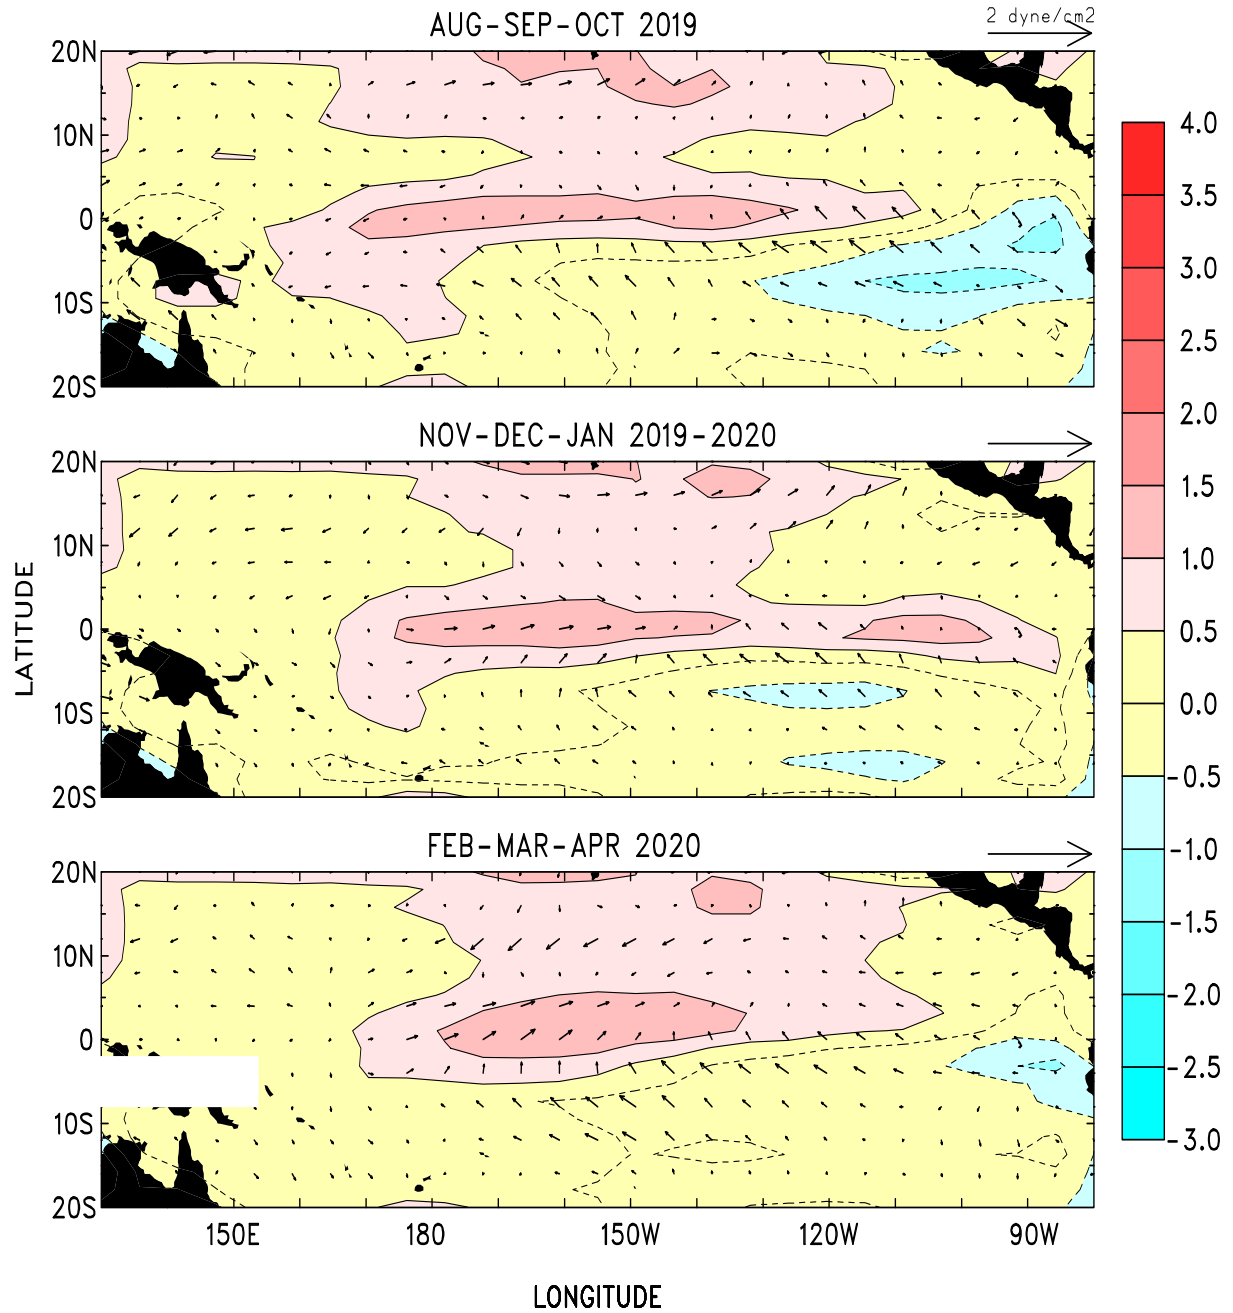 AUG-SEP-OCT 2019
2 dyne/cm2
20N
10N
0
10S
20S
NOV-DEC-JAN 2019-2020
20N
10N
0
10S
20S
LATITUDE
FEB-MAR-APR 2020
20N
10N
0
10S
20S
150E 180 150W 120W 90W
LONGITUDE
4.0
3.5
3.0
2.5
2.0
1.5
1.0
0.5
0.0
-0.5
-1.0
-1.5
-2.0
-2.5
-3.0